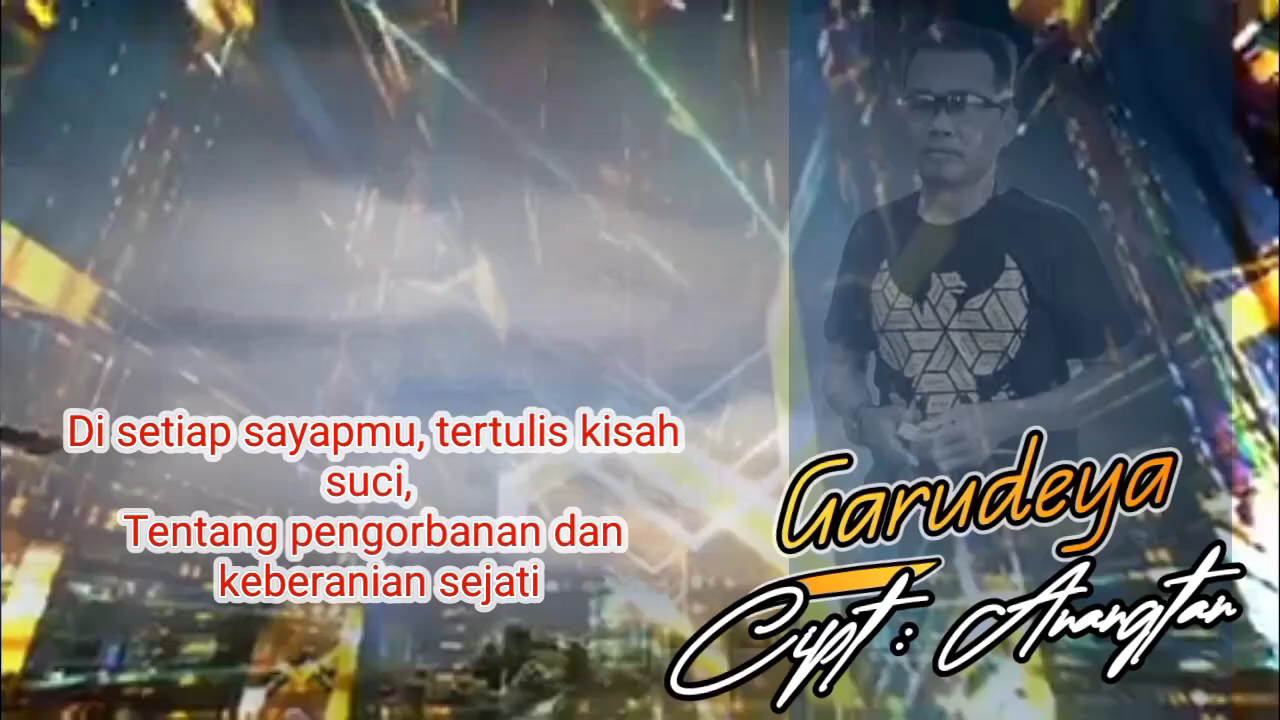 Di setiap sayapmu, tertulis kisah
suci,
Tentang pengorbanan dan
keberanian sejati
Garudeya
Cipt : Anangtan